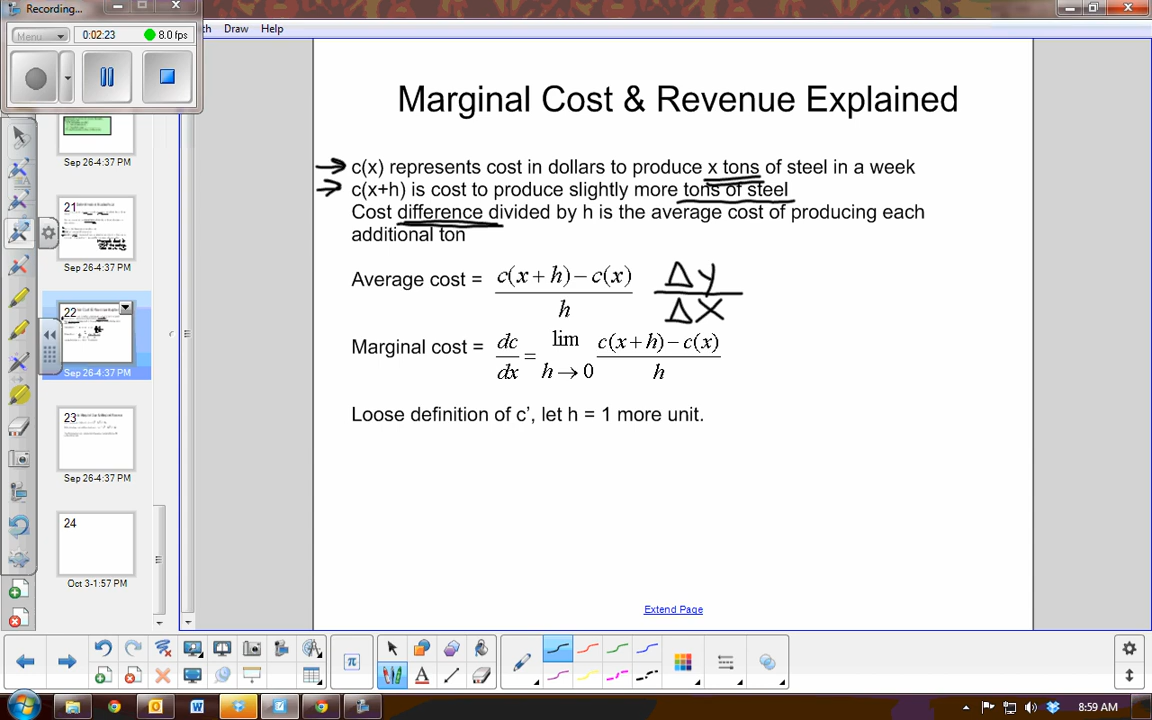 Recording...
Menu
0:02:23
8.0 fps
Draw Help
Marginal Cost & Revenue Explained
c(x) represents cost in dollars to produce x tons of steel in a week
c(x+h) is cost to produce slightly more tons of steel
Cost difference divided by h is the average cost of producing each
additional ton
Average cost = c(x + h) − c(x) / h
Δy / Δx
Marginal cost = dc / dx = lim h → 0 c(x + h) − c(x) / h
Loose definition of c’, let h = 1 more unit.
Extend Page
Sep 26-4:37 PM
21
Sep 26-4:37 PM
22
Sep 26-4:37 PM
23
Sep 26-4:37 PM
24
Oct 3-1:57 PM
8:59 AM